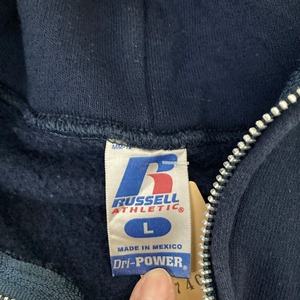 RUSSELL
ATHLETIC®
L
MADE IN MEXICO
Dri-POWER®